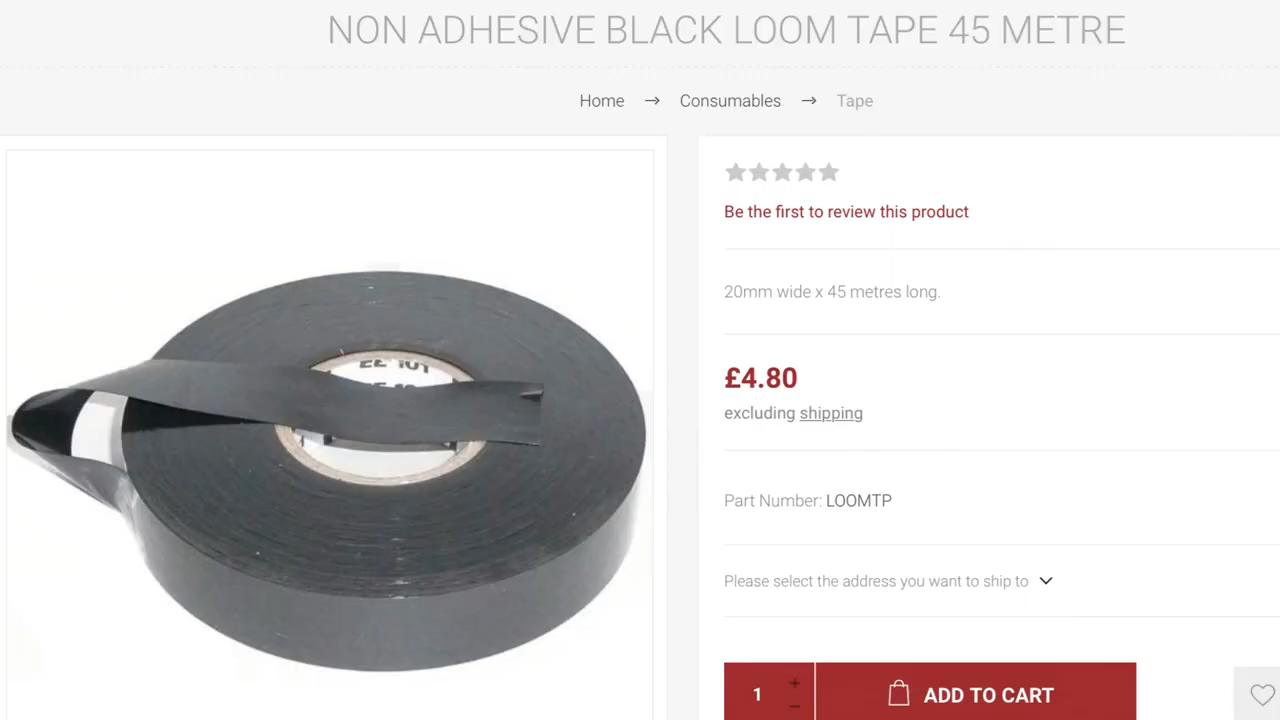 NON ADHESIVE BLACK LOOM TAPE 45 METRE
Home → Consumables → Tape
Be the first to review this product
20mm wide x 45 metres long.
£4.80
excluding shipping
Part Number: LOOMTP
Please select the address you want to ship to
1 + −
ADD TO CART